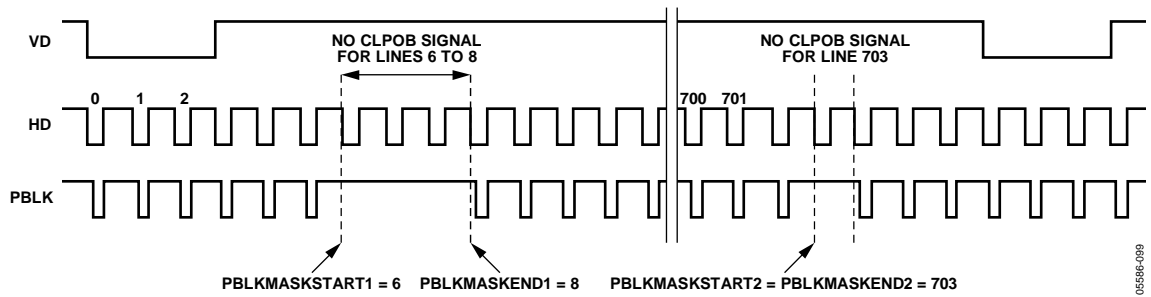 VD
NO CLPOB SIGNAL
FOR LINES 6 TO 8
NO CLPOB SIGNAL
FOR LINE 703
HD
0 1 2 700 701
PBLK
PBLKMASKSTART1 = 6 PBLKMASKEND1 = 8 PBLKMASKSTART2 = PBLKMASKEND2 = 703
05586-099